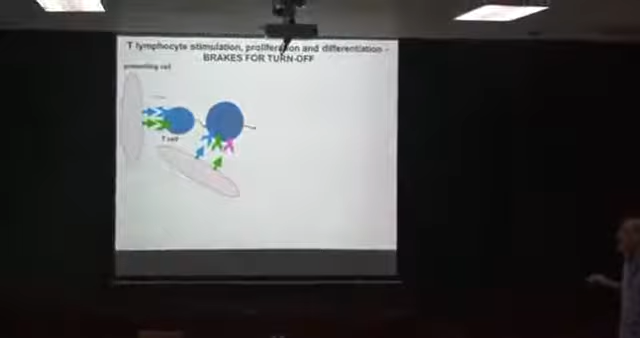 T lymphocyte stimulation, proliferation and differentiation -
BRAKES FOR TURN-OFF
presenting cell
T cell